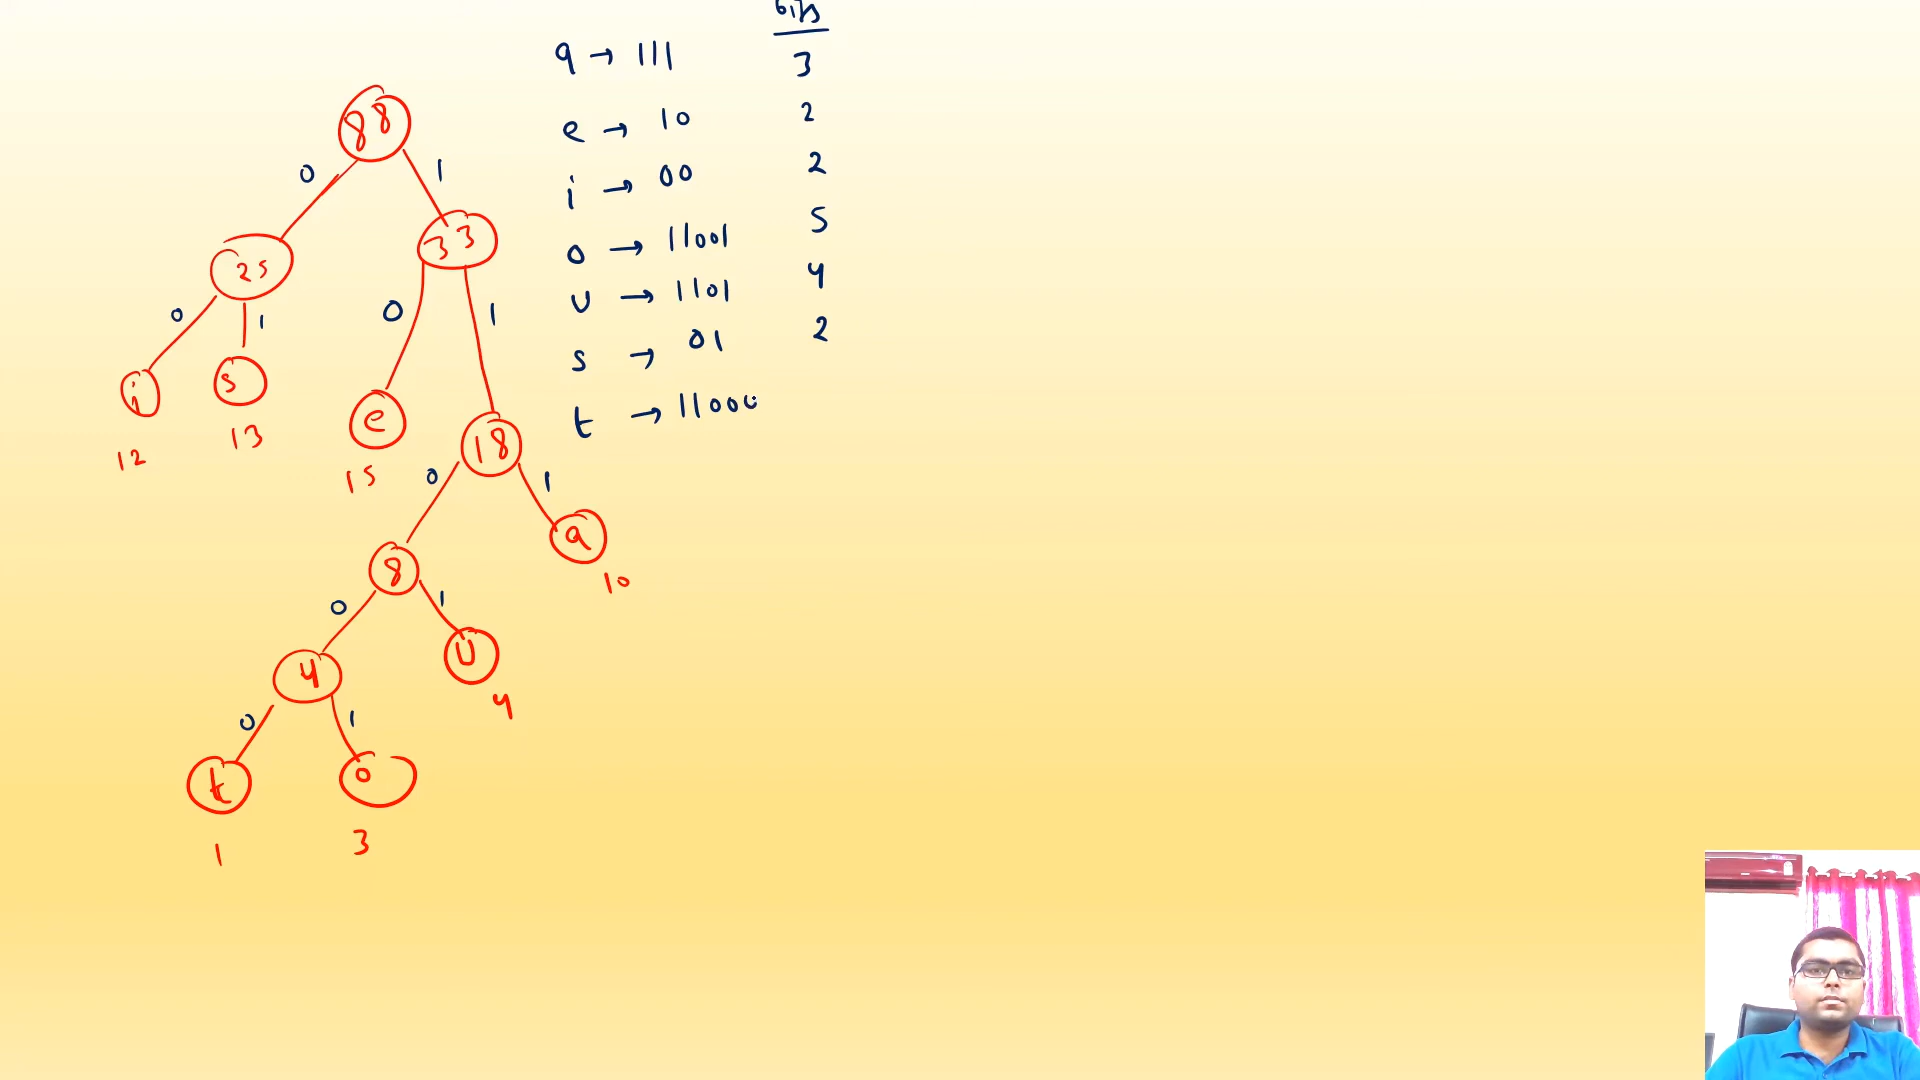 bits
a → 111 3
e → 10 2
i → 00 2
o → 11001 5
u → 1101 4
s → 01 2
t → 11000
88
0 1
25 33
0 1 0 1
i s e 18
12 13 15
0 1
8 a
10
0 1
4 u
4
0 1
t o
1 3